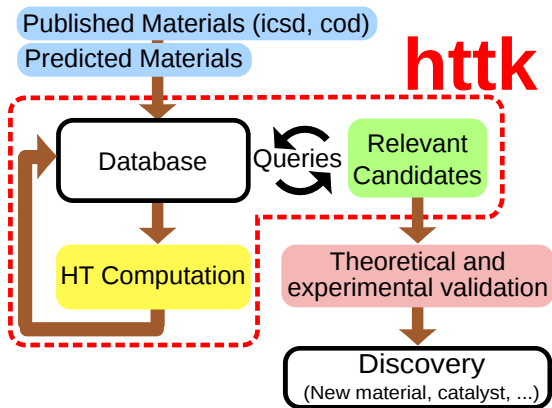 Published Materials (icsd, cod)
Predicted Materials
httk
Database
Queries
Relevant
Candidates
HT Computation
Theoretical and
experimental validation
Discovery
(New material, catalyst, ...)